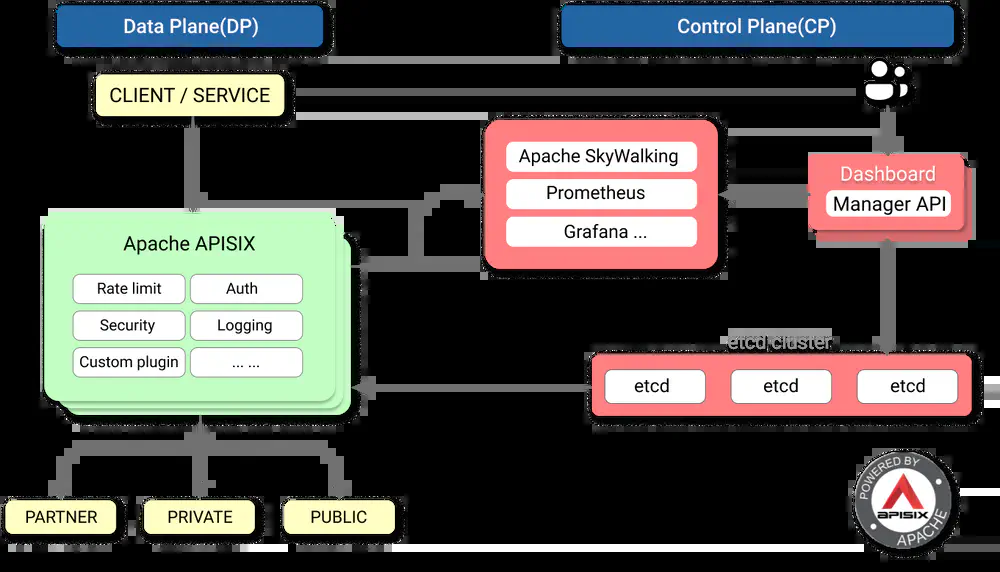 Data Plane(DP)
Control Plane(CP)
CLIENT / SERVICE
Apache SkyWalking
Prometheus
Grafana ...
Dashboard
Manager API
Apache APISIX
Rate limit
Auth
Security
Logging
Custom plugin
... ...
etcd cluster
etcd
etcd
etcd
PARTNER
PRIVATE
PUBLIC
POWERED BY
APISIX
APACHE